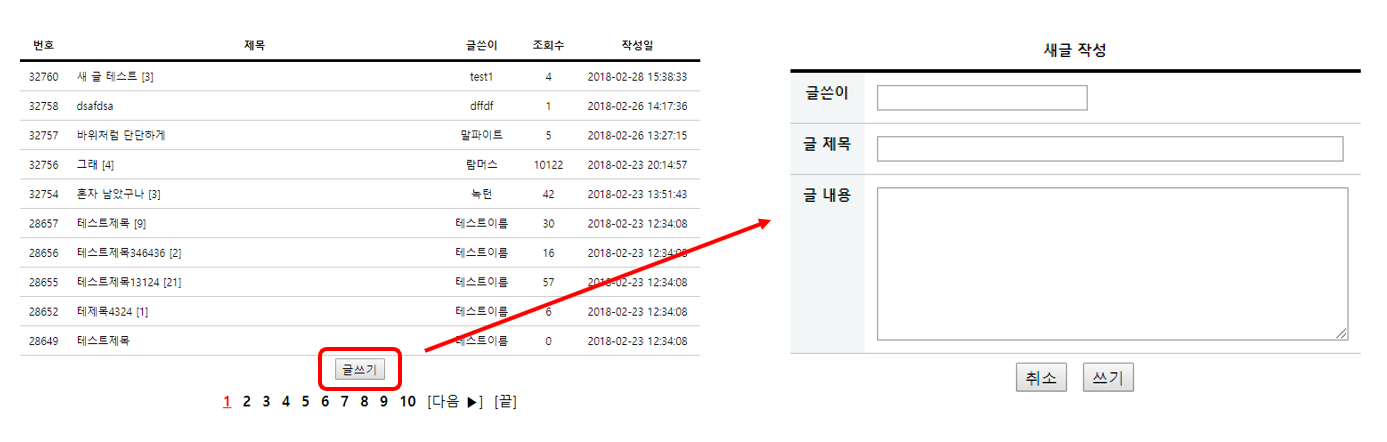 번호 제목 글쓴이 조회수 작성일
32760 새 글 테스트 [3] test1 4 2018-02-28 15:38:33
32758 dsafdsa dffdf 1 2018-02-26 14:17:36
32757 바위처럼 단단하게 말파이트 5 2018-02-26 13:27:15
32756 그래 [4] 람머스 10122 2018-02-23 20:14:57
32754 혼자 남았구나 [3] 녹턴 42 2018-02-23 13:51:43
28657 테스트제목 [9] 테스트이름 30 2018-02-23 12:34:08
28656 테스트제목346436 [2] 테스트이름 16 2018-02-23 12:34:08
28655 테스트제목13124 [21] 테스트이름 57 2018-02-23 12:34:08
28652 테제목4324 [1] 테스트이름 6 2018-02-23 12:34:08
28649 테스트제목 테스트이름 0 2018-02-23 12:34:08
글쓰기
1 2 3 4 5 6 7 8 9 10 [다음 ▶] [끝]
새글 작성
글쓴이
글 제목
글 내용
취소 쓰기